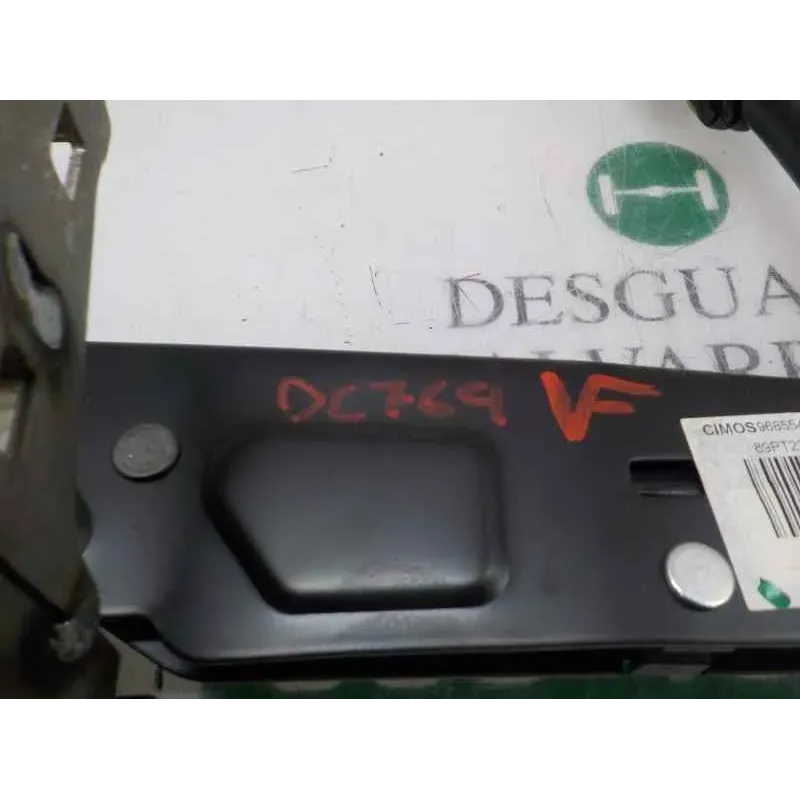 DESGUA
DC769 VF
CIMOS96855
89PT2